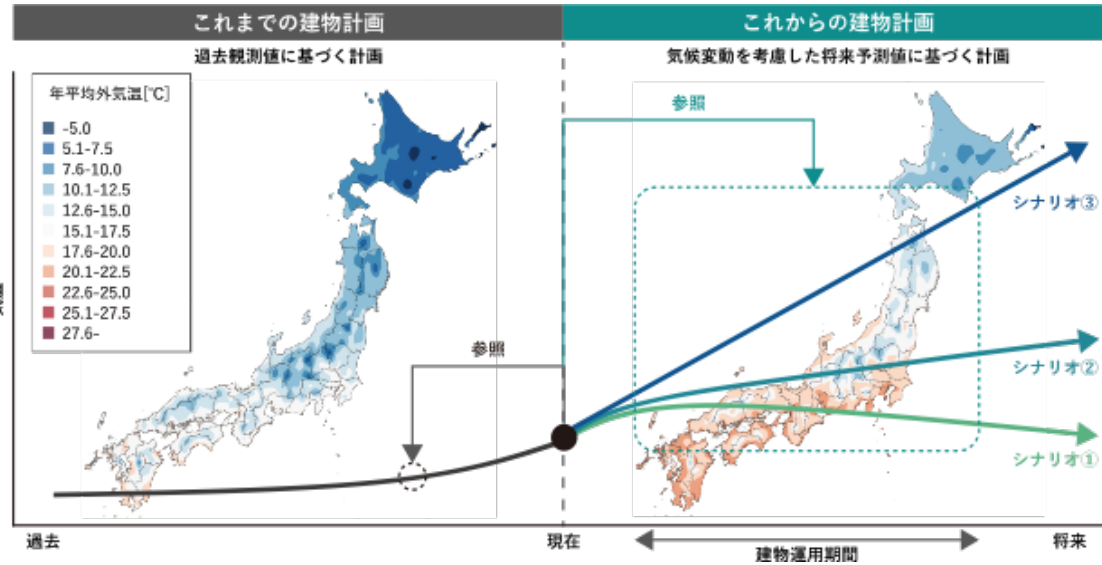 これまでの建物計画
これからの建物計画
過去観測値に基づく計画
気候変動を考慮した将来予測値に基づく計画
年平均外気温[℃]
-5.0
5.1-7.5
7.6-10.0
10.1-12.5
12.6-15.0
15.1-17.5
17.6-20.0
20.1-22.5
22.6-25.0
25.1-27.5
27.6-
参照
参照
シナリオ③
シナリオ②
シナリオ①
過去
現在
建物運用期間
将来